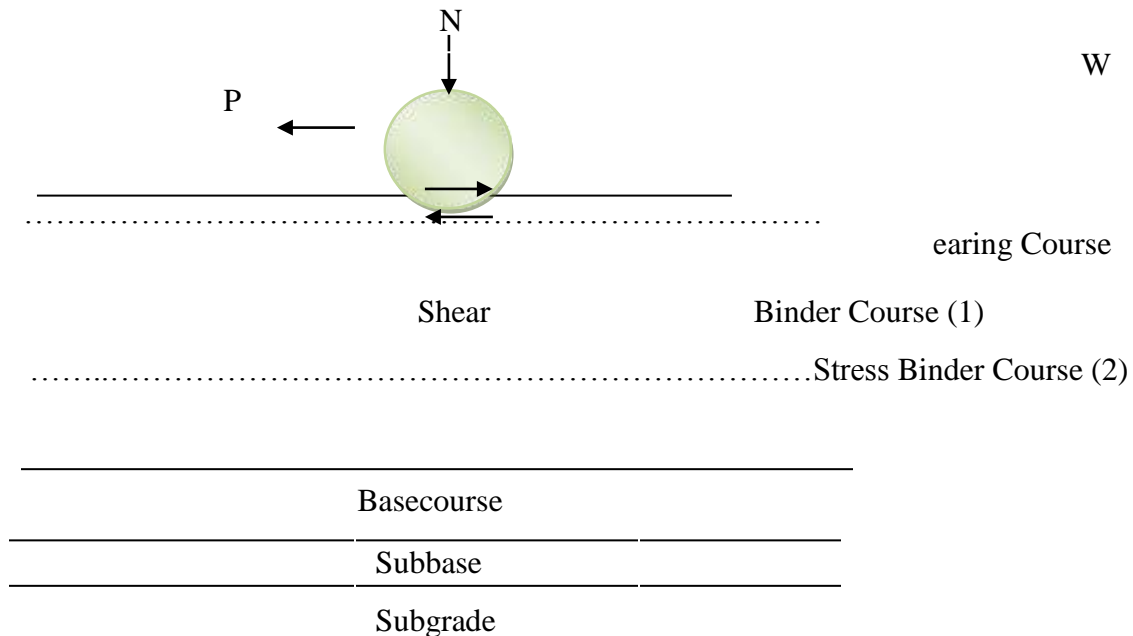 N
W
P
earing Course
Shear Binder Course (1)
Stress Binder Course (2)
Basecourse
Subbase
Subgrade